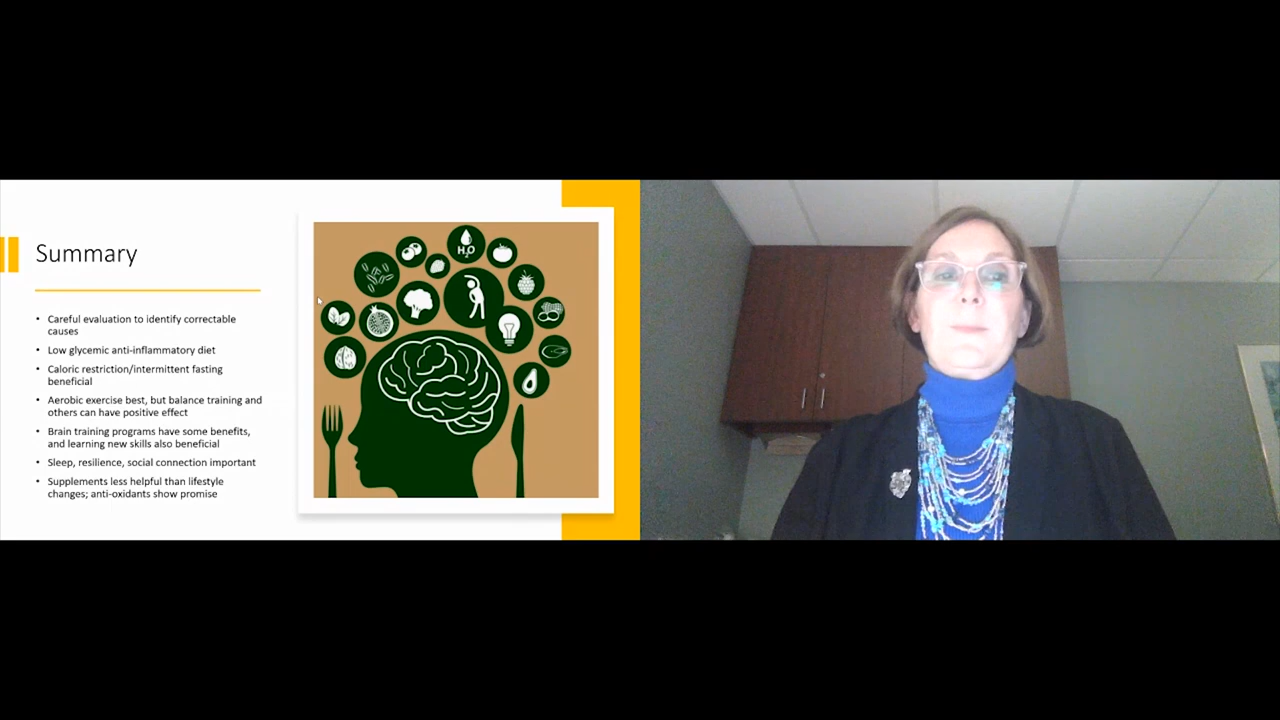 Summary
• Careful evaluation to identify correctable
causes
• Low glycemic anti-inflammatory diet
• Caloric restriction/intermittent fasting
beneficial
• Aerobic exercise best, but balance training and
others can have positive effect
• Brain training programs have some benefits,
and learning new skills also beneficial
• Sleep, resilience, social connection important
• Supplements less helpful than lifestyle
changes; anti-oxidants show promise
H₂O